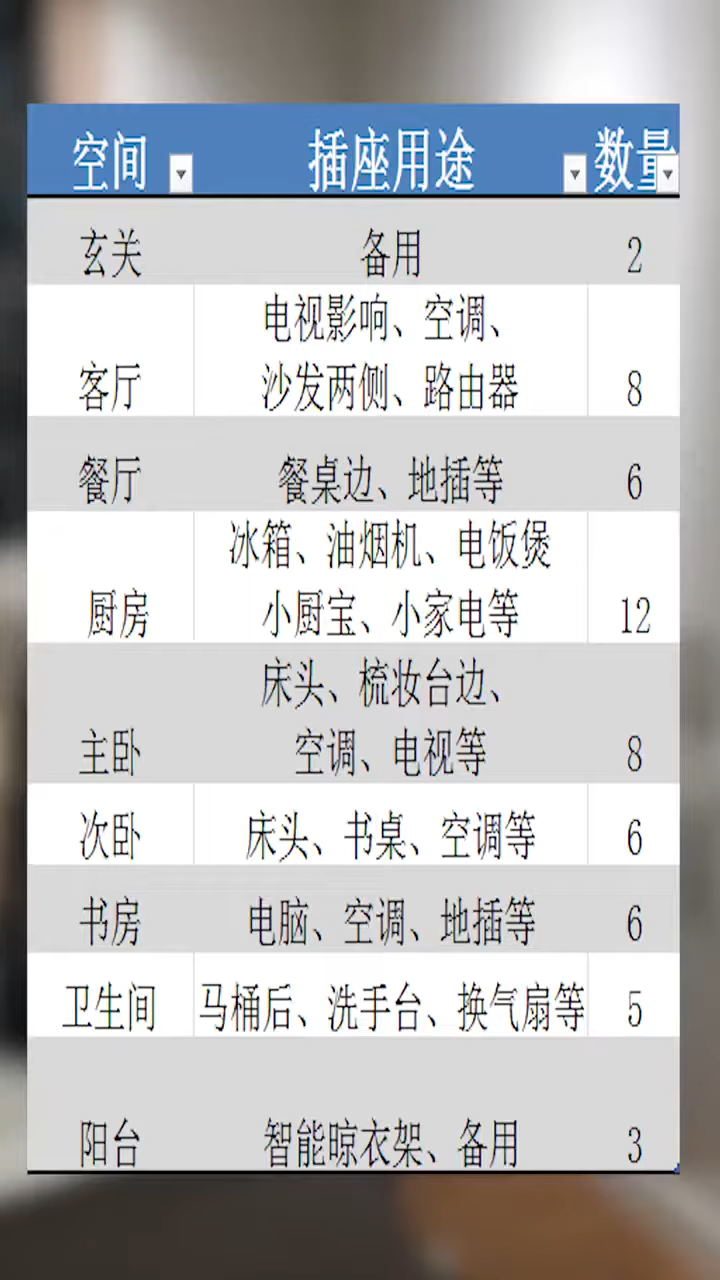 空间 插座用途 数量
玄关 备用 2
电视影响、空调、
客厅 沙发两侧、路由器 8
餐厅 餐桌边、地插等 6
冰箱、油烟机、电饭煲
厨房 小厨宝、小家电等 12
床头、梳妆台边、
主卧 空调、电视等 8
次卧 床头、书桌、空调等 6
书房 电脑、空调、地插等 6
卫生间 马桶后、洗手台、换气扇等 5
阳台 智能晾衣架、备用 3